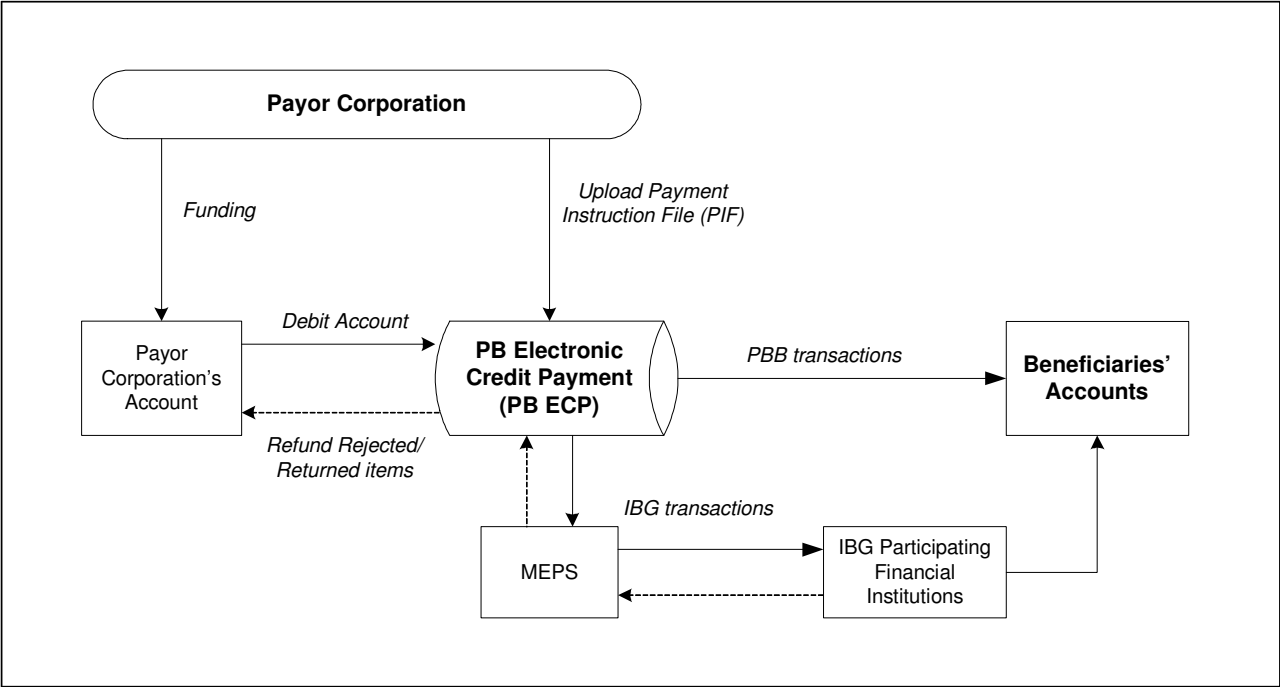 Payor Corporation
Funding
Upload Payment
Instruction File (PIF)
Debit Account
Payor
Corporation's
Account
PB Electronic
Credit Payment
(PB ECP)
PBB transactions
Beneficiaries’
Accounts
Refund Rejected/
Returned items
IBG transactions
MEPS
IBG Participating
Financial
Institutions